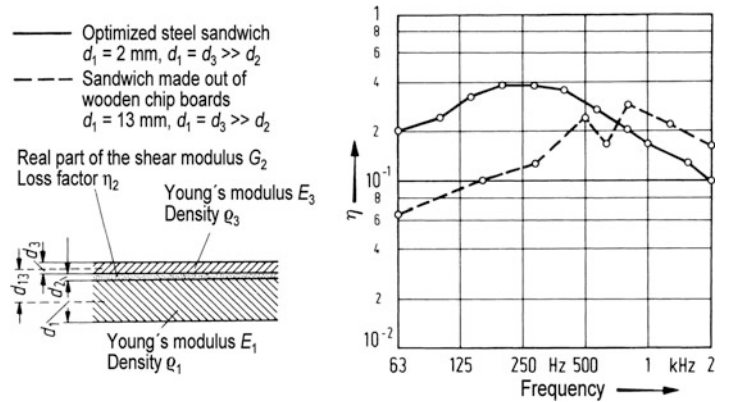 Optimized steel sandwich
d₁ = 2 mm, d₁ = d₃ >> d₂
Sandwich made out of
wooden chip boards
d₁ = 13 mm, d₁ = d₃ >> d₂
Real part of the shear modulus G₂
Loss factor η₂
Young´s modulus E₃
Density ϱ₃
d₃
d₁₃
d₂
d₁
Young´s modulus E₁
Density ϱ₁
1
8
6
4
2
10⁻¹
8
6
4
2
10⁻²
η
63 125 250 Hz 500 1 kHz 2
Frequency